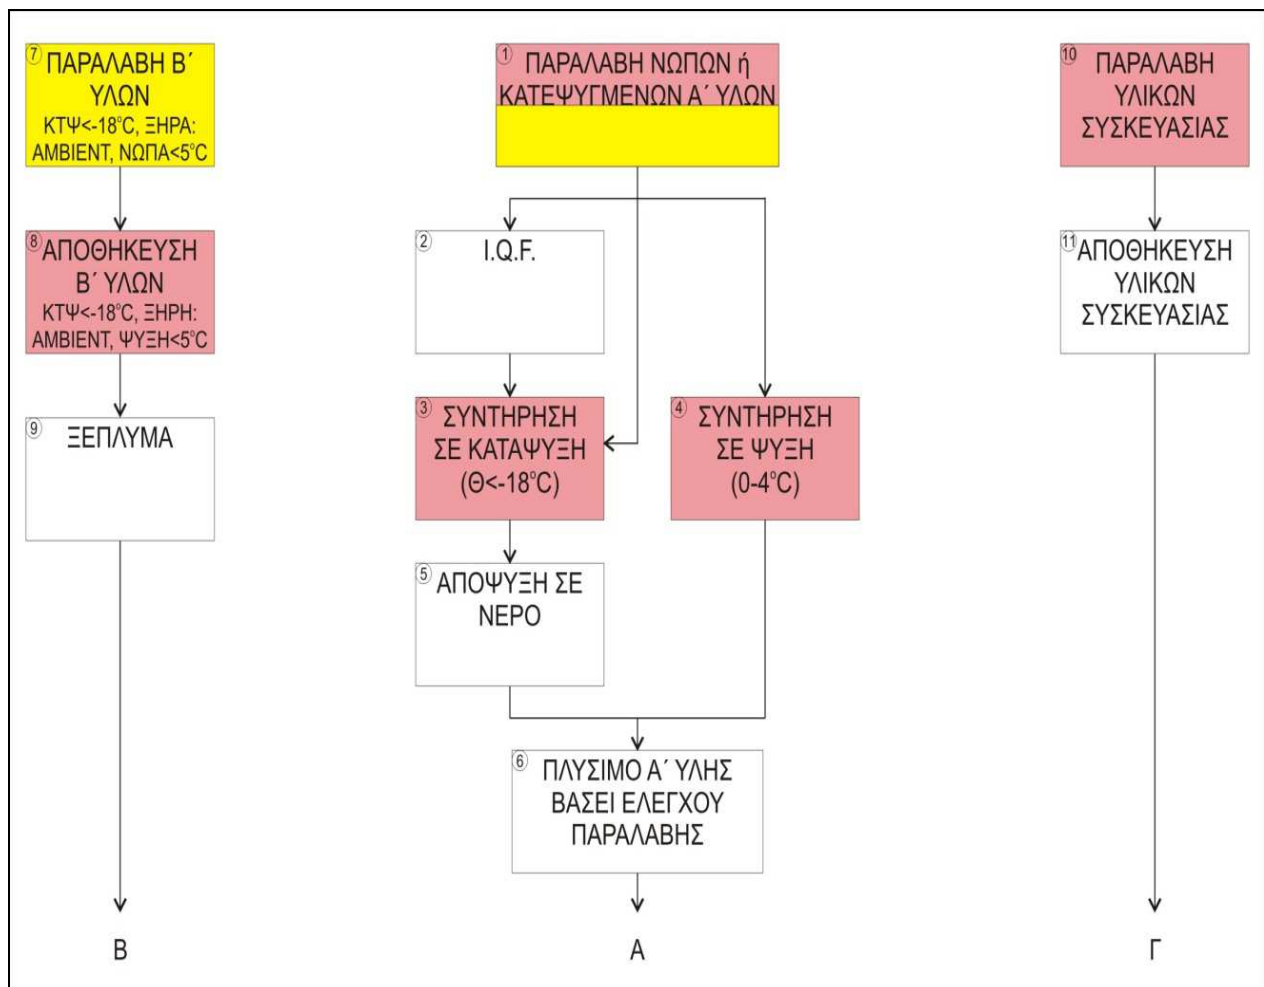 7
ΠΑΡΑΛΑΒΗ Β΄
ΥΛΩΝ
ΚΤΨ<-18°C, ΞΗΡΑ:
AMBIENT, ΝΩΠΑ<5°C
8
ΑΠΟΘΗΚΕΥΣΗ
Β΄ ΥΛΩΝ
ΚΤΨ<-18°C, ΞΗΡΗ:
AMBIENT, ΨΥΞΗ<5°C
9
ΞΕΠΛΥΜΑ
Β
1
ΠΑΡΑΛΑΒΗ ΝΩΠΩΝ ή
ΚΑΤΕΨΥΓΜΕΝΩΝ Α΄ ΥΛΩΝ
2
I.Q.F.
3
ΣΥΝΤΗΡΗΣΗ
ΣΕ ΚΑΤΑΨΥΞΗ
(Θ<-18°C)
4
ΣΥΝΤΗΡΗΣΗ
ΣΕ ΨΥΞΗ
(0-4°C)
5
ΑΠΟΨΥΞΗ ΣΕ
ΝΕΡΟ
6
ΠΛΥΣΙΜΟ Α΄ ΥΛΗΣ
ΒΑΣΕΙ ΕΛΕΓΧΟΥ
ΠΑΡΑΛΑΒΗΣ
Α
10
ΠΑΡΑΛΑΒΗ
ΥΛΙΚΩΝ
ΣΥΣΚΕΥΑΣΙΑΣ
11
ΑΠΟΘΗΚΕΥΣΗ
ΥΛΙΚΩΝ
ΣΥΣΚΕΥΑΣΙΑΣ
Γ